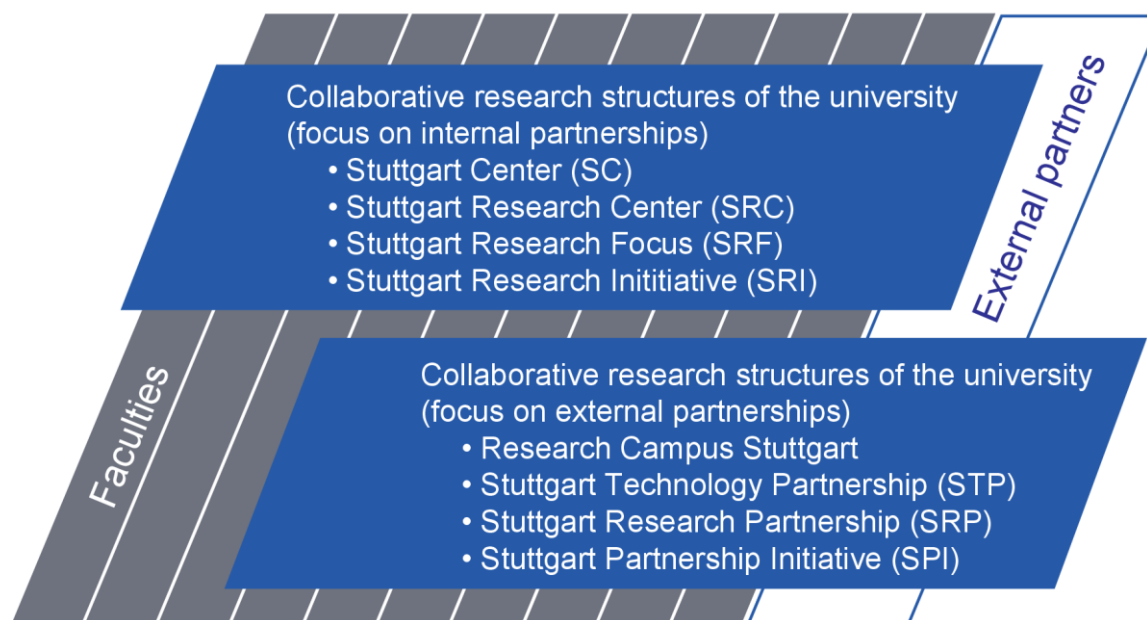 Collaborative research structures of the university
(focus on internal partnerships)
• Stuttgart Center (SC)
• Stuttgart Research Center (SRC)
• Stuttgart Research Focus (SRF)
• Stuttgart Research Inititiative (SRI)
External partners
Faculties
Collaborative research structures of the university
(focus on external partnerships)
• Research Campus Stuttgart
• Stuttgart Technology Partnership (STP)
• Stuttgart Research Partnership (SRP)
• Stuttgart Partnership Initiative (SPI)